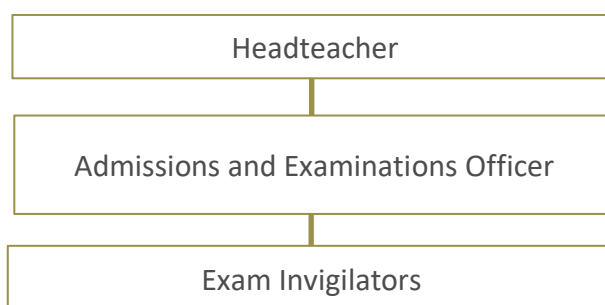 Headteacher
Admissions and Examinations Officer
Exam Invigilators